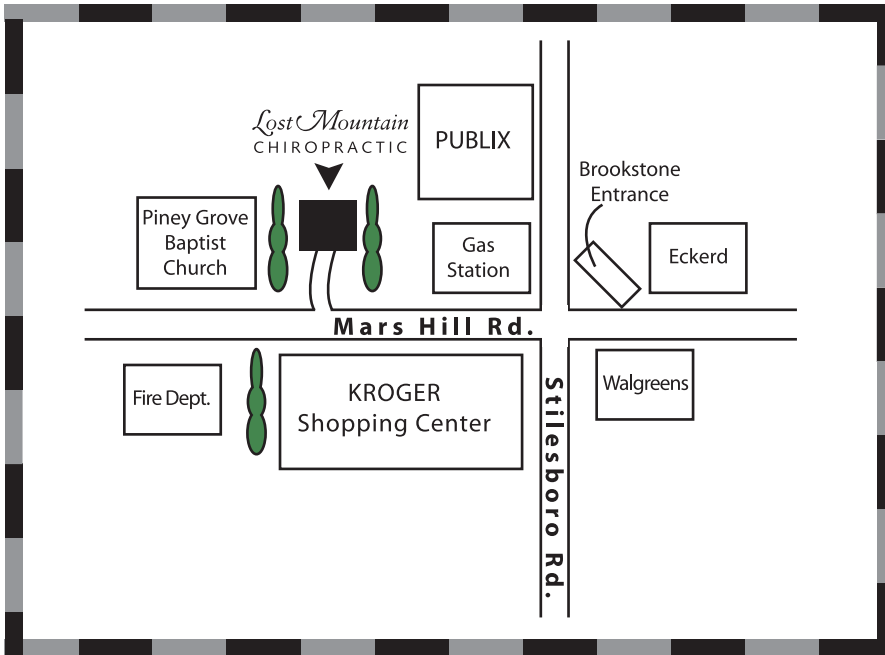 Lost Mountain
CHIROPRACTIC
PUBLIX
Brookstone
Entrance
Piney Grove
Baptist
Church
Gas
Station
Eckerd
Mars Hill Rd.
Fire Dept.
KROGER
Shopping Center
Walgreens
Stilesboro Rd.